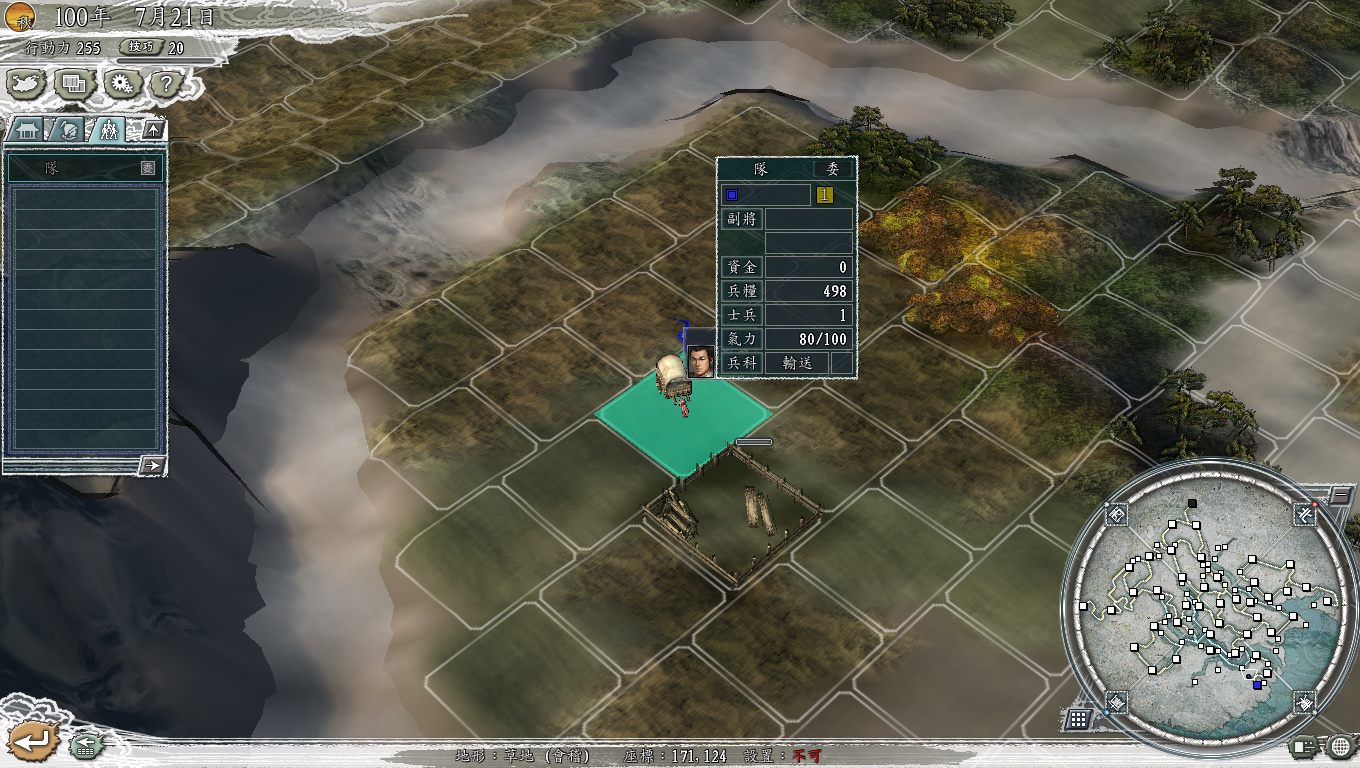 秋 100年 7月21日
行動力 255 技巧 20
?
隊 委
隊 委
1
副將
資金 0
兵糧 498
士兵 1
氣力 80/100
兵科 輸送
地形：草地 (會稽) 座標：171,124 設置：不可